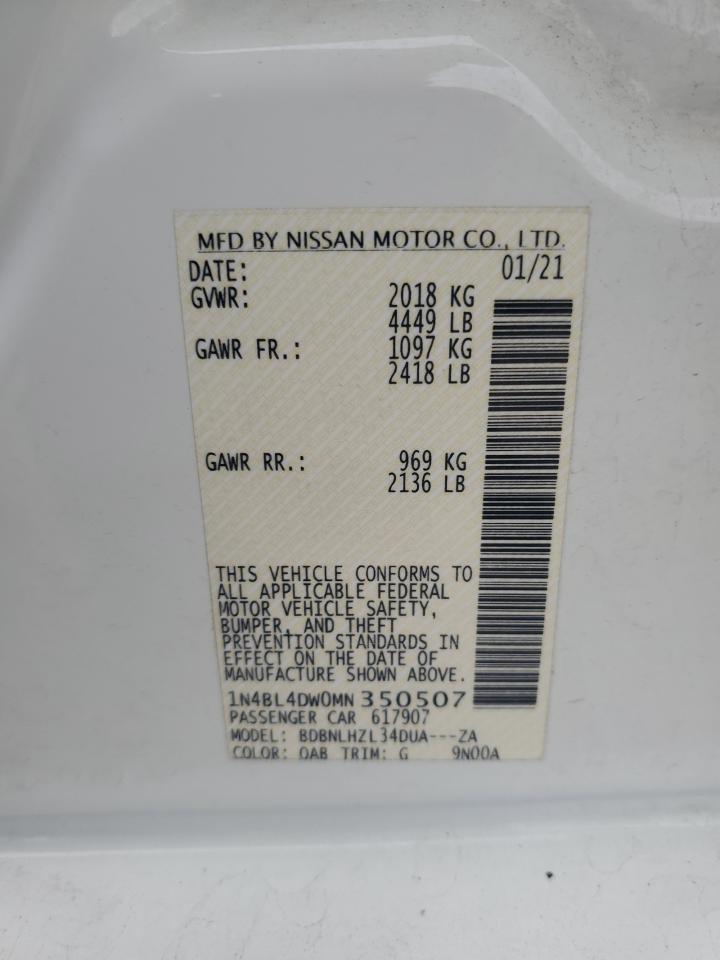 MFD BY NISSAN MOTOR CO., LTD.
DATE: 01/21
GVWR: 2018 KG
4449 LB
GAWR FR.: 1097 KG
2418 LB
GAWR RR.: 969 KG
2136 LB
THIS VEHICLE CONFORMS TO
ALL APPLICABLE FEDERAL
MOTOR VEHICLE SAFETY,
BUMPER, AND THEFT
PREVENTION STANDARDS IN
EFFECT ON THE DATE OF
MANUFACTURE SHOWN ABOVE.
1N4BL4DW0MN350507
PASSENGER CAR 617907
MODEL: BDBNLHZL34DUA---ZA
COLOR: QAB TRIM: G 9N00A